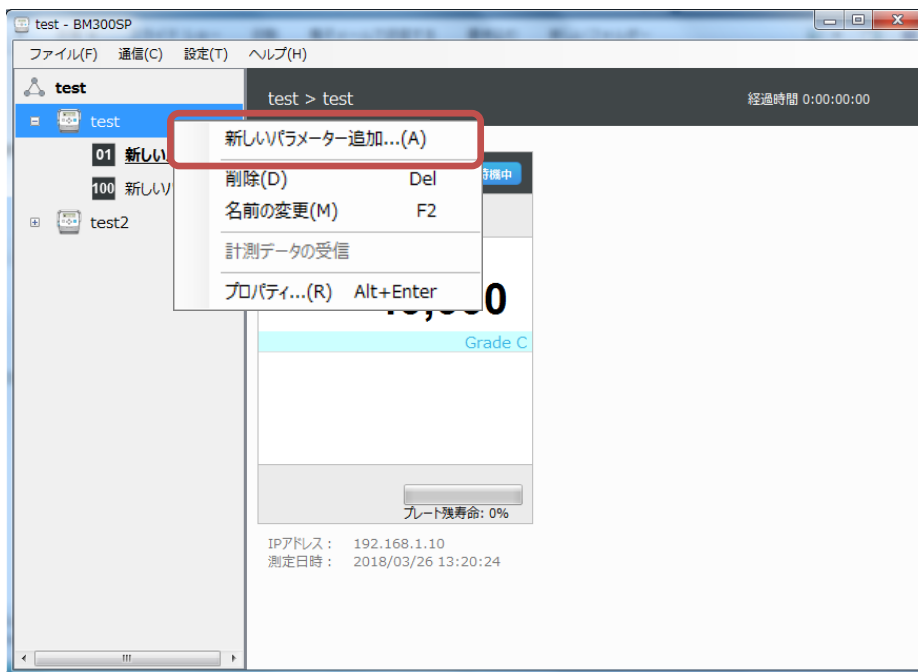 test - BM300SP
ファイル(F) 通信(C) 設定(T) ヘルプ(H)
test
test > test
経過時間 0:00:00:00
test
新しいパラメーター追加...(A)
01 新しい
待機中
削除(D) Del
100 新しいパ
名前の変更(M) F2
test2
計測データの受信
プロパティ...(R) Alt+Enter
Grade C
プレート残寿命: 0%
IPアドレス : 192.168.1.10
測定日時 : 2018/03/26 13:20:24